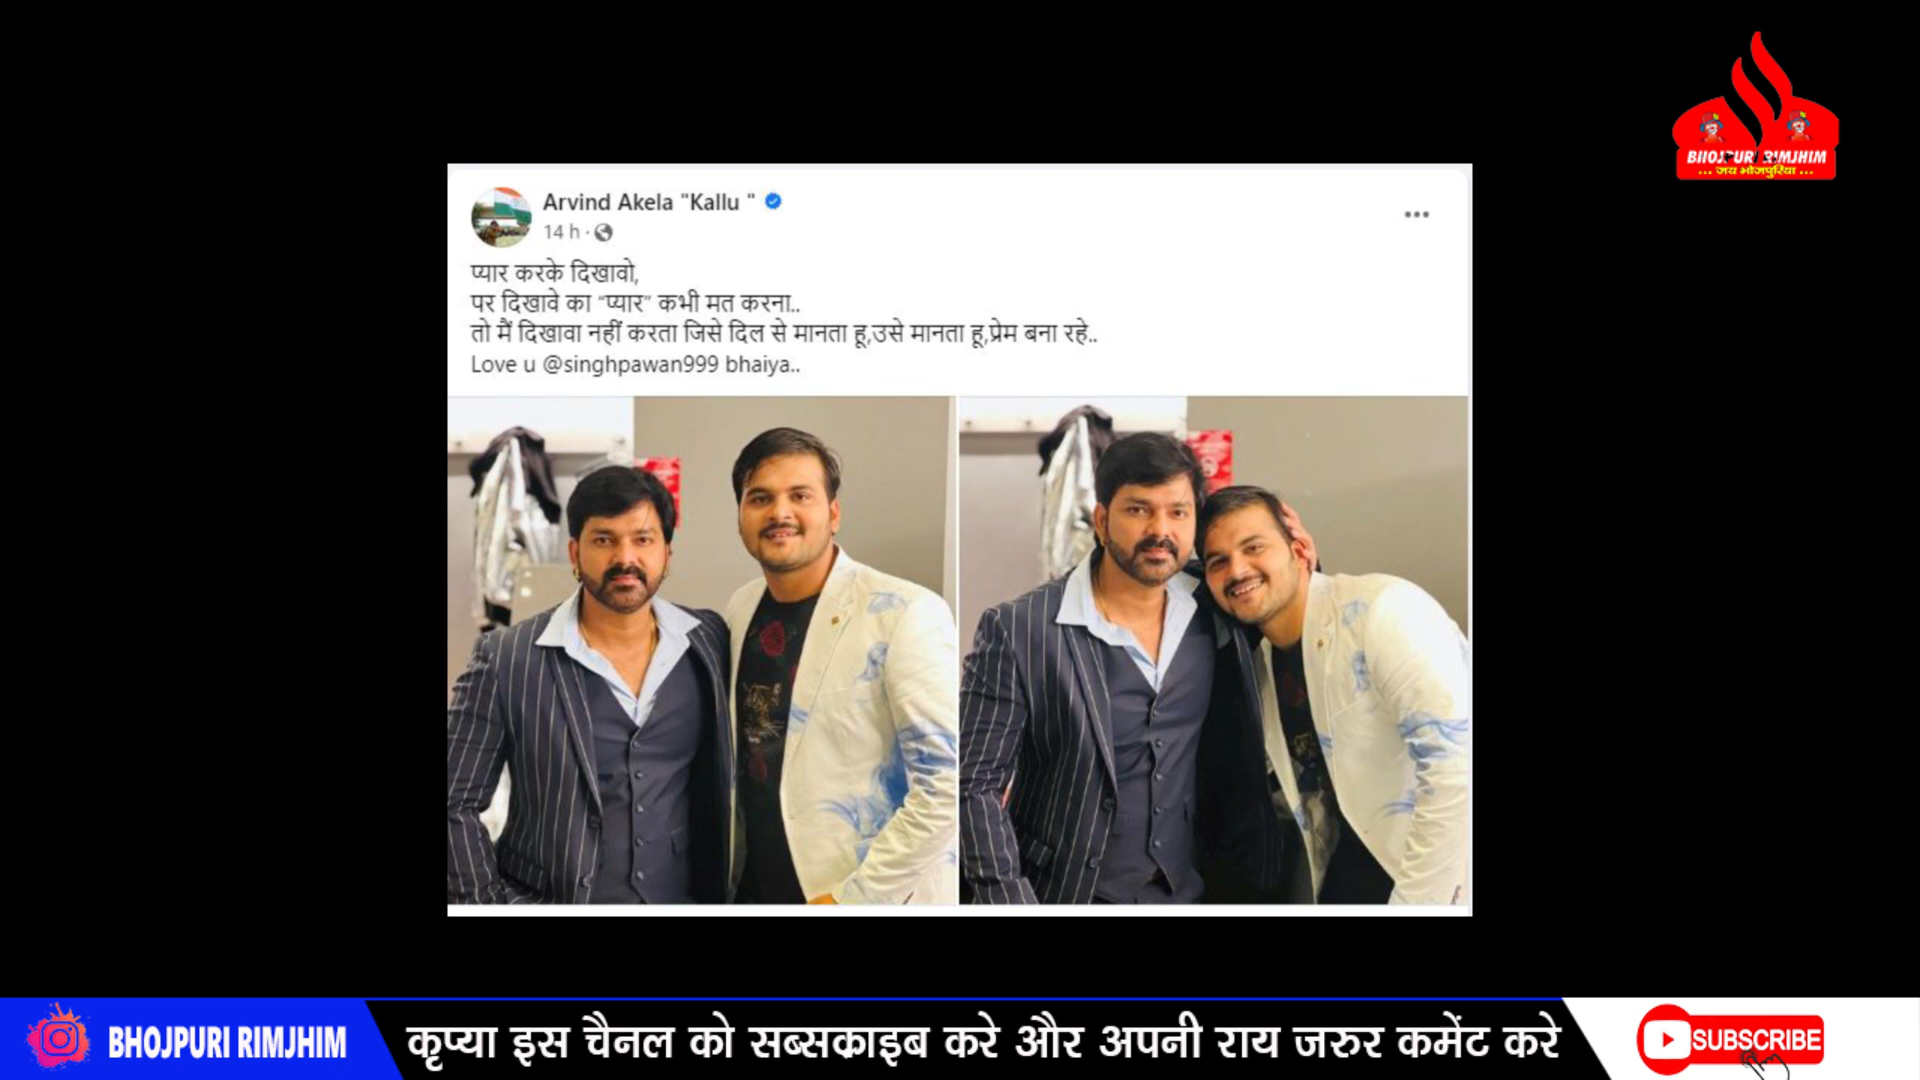 BHOJPURI RIMJHIM
... जय भोजपुरिया ...
Arvind Akela "Kallu "
14 h ·
प्यार करके दिखावो,
पर दिखावे का “प्यार” कभी मत करना..
तो मैं दिखावा नहीं करता जिसे दिल से मानता हू,उसे मानता हू,प्रेम बना रहे..
Love u @singhpawan999 bhaiya..
BHOJPURI RIMJHIM
कृप्या इस चैनल को सब्सक्राइब करे और अपनी राय जरुर कमेंट करे
SUBSCRIBE